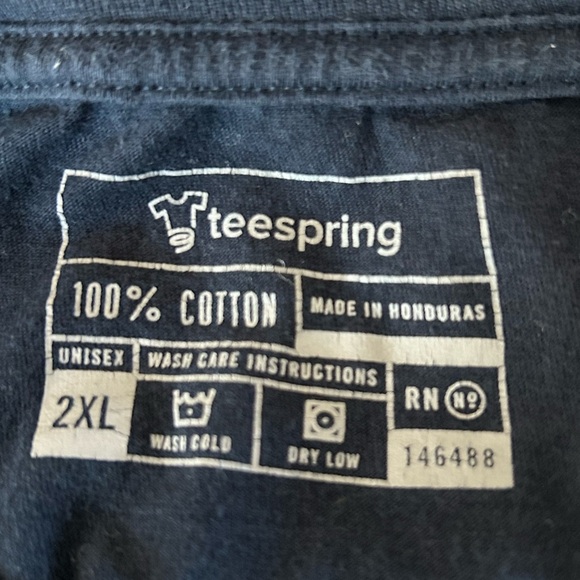 teespring
100% COTTON
MADE IN HONDURAS
UNISEX
WASH CARE INSTRUCTIONS
2XL
WASH COLD
DRY LOW
RN Nº
146488